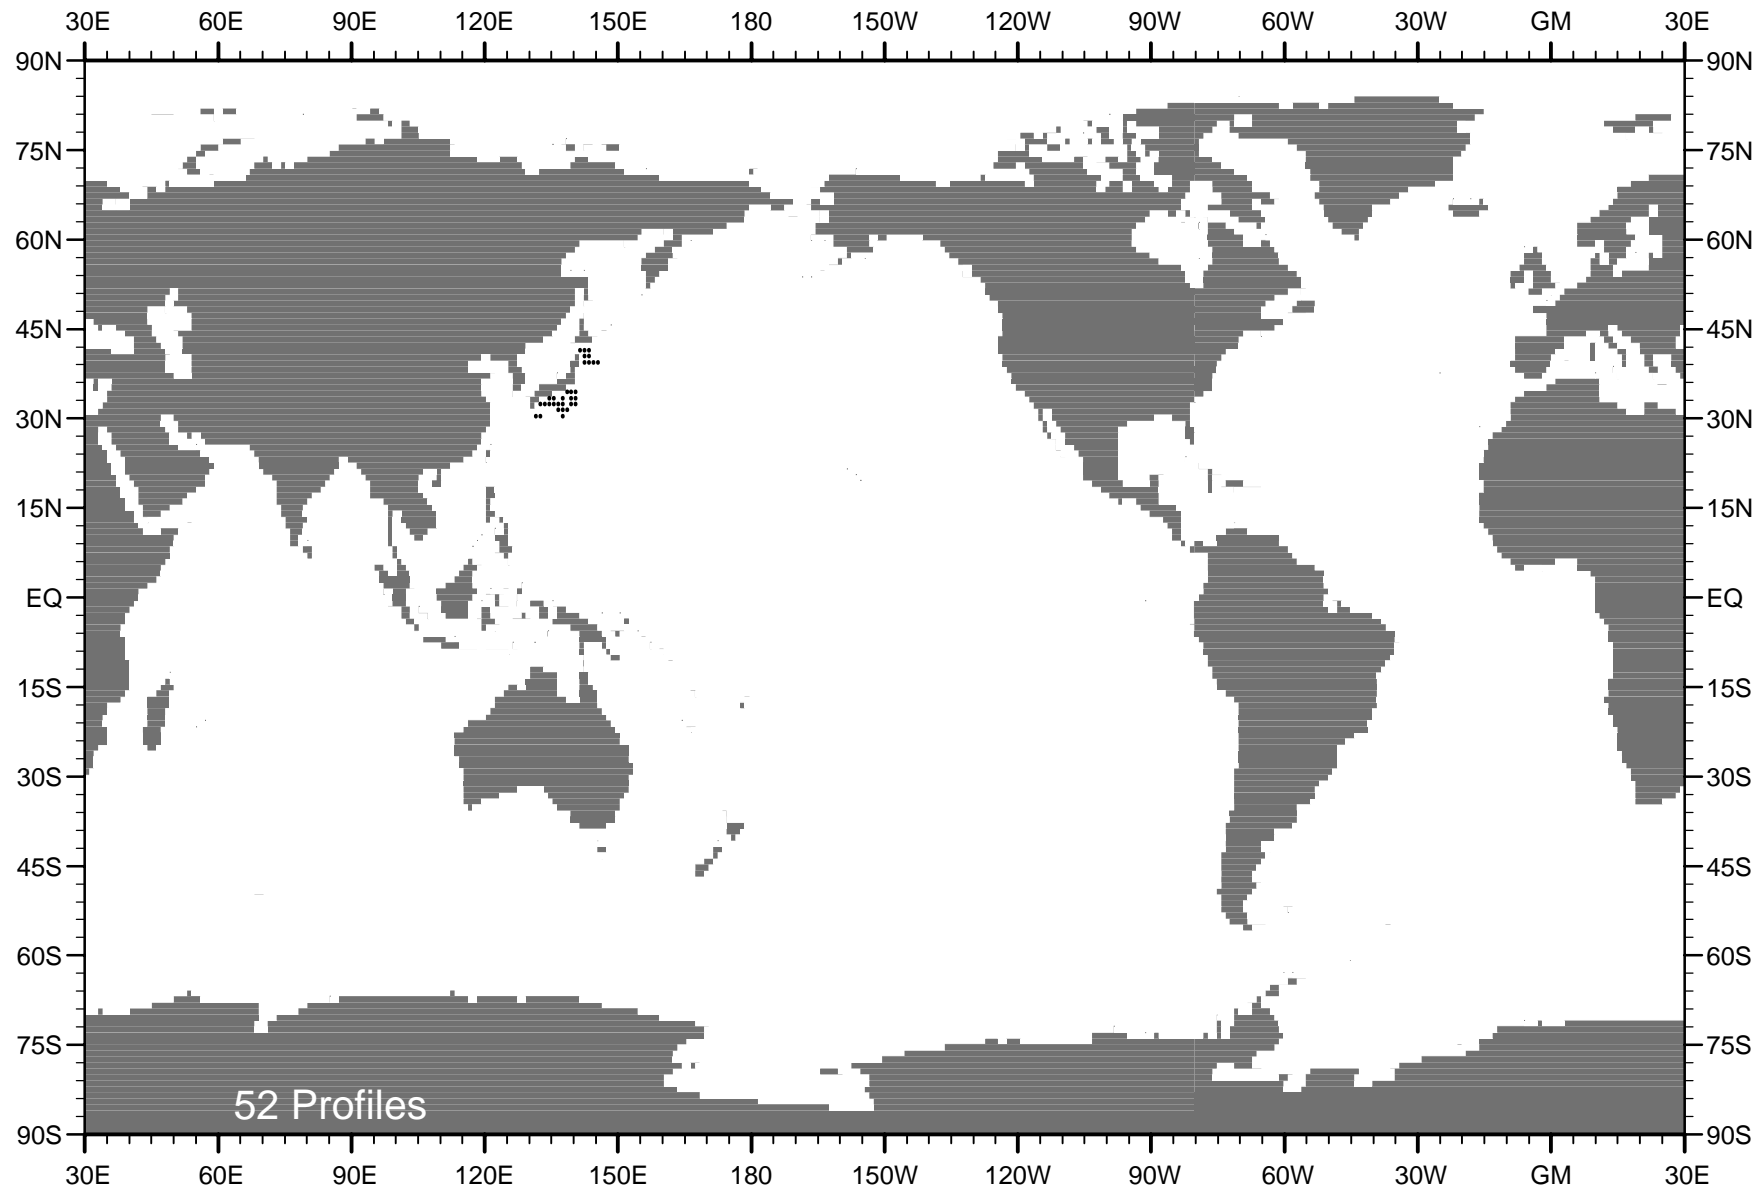 30E 60E 90E 120E 150E 180 150W 120W 90W 60W 30W GM 30E
90N 90N
75N 75N
60N 60N
45N 45N
30N 30N
15N 15N
EQ EQ
15S 15S
30S 30S
45S 45S
60S 60S
75S 75S
52 Profiles
90S 90S
30E 60E 90E 120E 150E 180 150W 120W 90W 60W 30W GM 30E